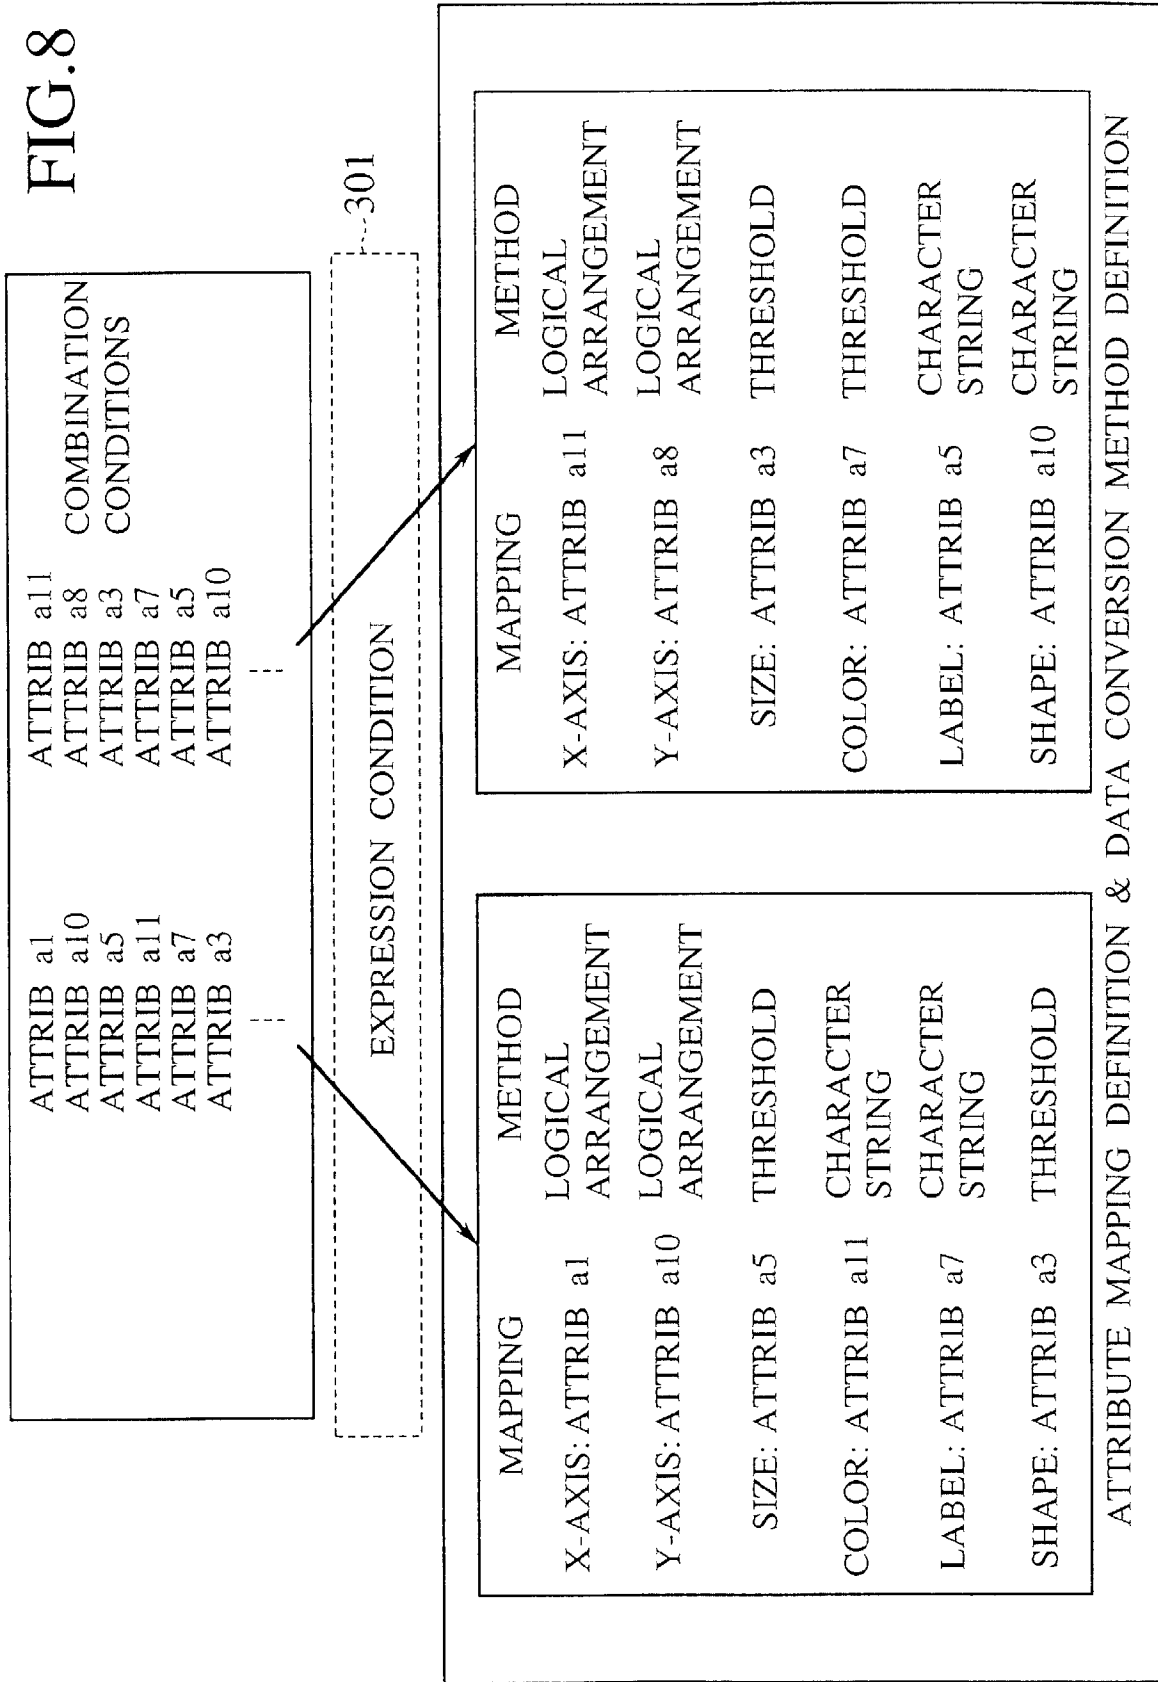 FIG.8
ATTRIB a1
ATTRIB a10
ATTRIB a5
ATTRIB a11
ATTRIB a7
ATTRIB a3
ATTRIB a11
ATTRIB a8
ATTRIB a3
ATTRIB a7
ATTRIB a5
ATTRIB a10
COMBINATION
CONDITIONS
EXPRESSION CONDITION
301
MAPPING METHOD
X-AXIS: ATTRIB a1 LOGICAL
ARRANGEMENT
Y-AXIS: ATTRIB a10 LOGICAL
ARRANGEMENT
SIZE: ATTRIB a5 THRESHOLD
COLOR: ATTRIB a11 CHARACTER
STRING
LABEL: ATTRIB a7 CHARACTER
STRING
SHAPE: ATTRIB a3 THRESHOLD
MAPPING METHOD
X-AXIS: ATTRIB a11 LOGICAL
ARRANGEMENT
Y-AXIS: ATTRIB a8 LOGICAL
ARRANGEMENT
SIZE: ATTRIB a3 THRESHOLD
COLOR: ATTRIB a7 THRESHOLD
LABEL: ATTRIB a5 CHARACTER
STRING
SHAPE: ATTRIB a10 CHARACTER
STRING
ATTRIBUTE MAPPING DEFINITION & DATA CONVERSION METHOD DEFINITION